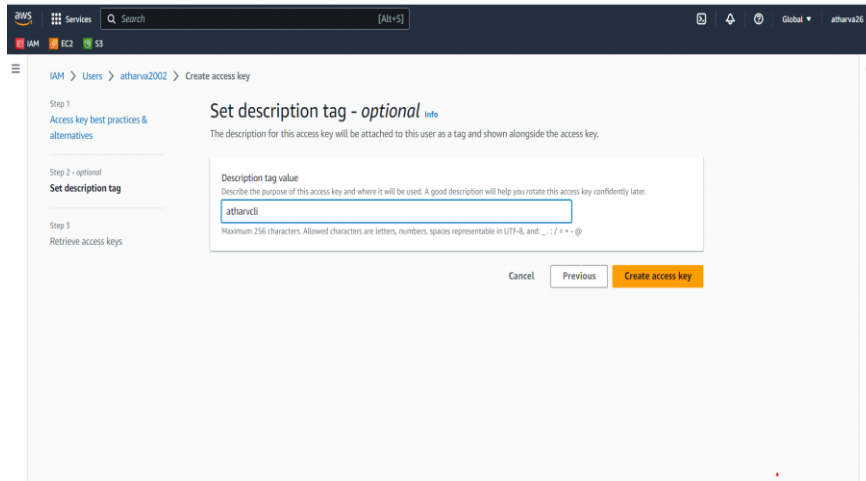 aws
Services
Search
[Alt+S]
Global
atharva26
IAM
EC2
S3
IAM > Users > atharva2002 > Create access key
Step 1
Access key best practices &
alternatives
Step 2 - optional
Set description tag
Step 3
Retrieve access keys
Set description tag - optional Info
The description for this access key will be attached to this user as a tag and shown alongside the access key.
Description tag value
Describe the purpose of this access key and where it will be used. A good description will help you rotate this access key confidently later.
atharvcli
Maximum 256 characters. Allowed characters are letters, numbers, spaces representable in UTF-8, and: _ . : / = + - @
Cancel
Previous
Create access key